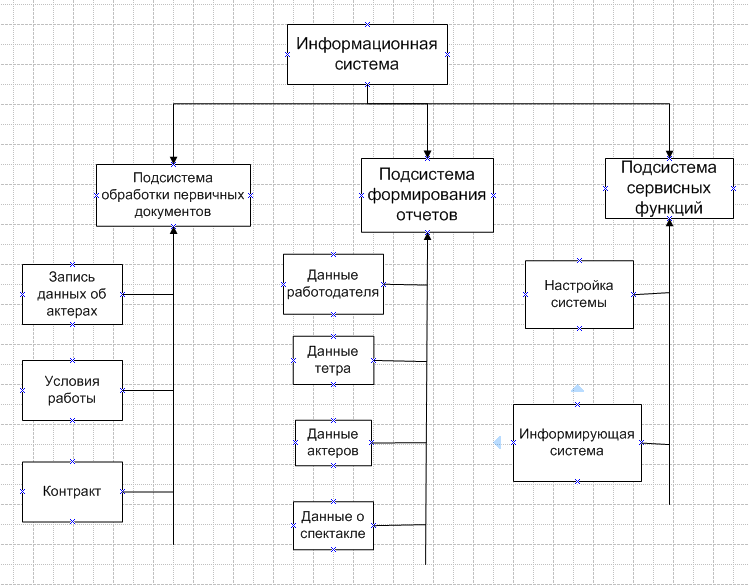 Информационная
система
Подсистема
обработки первичных
документов
Подсистема
формирования
отчетов
Подсистема
сервисных
функций
Запись
данных об
актерах
Условия
работы
Контракт
Данные
работодателя
Данные
тетра
Данные
актеров
Данные о
спектакле
Настройка
системы
Информирующая
система